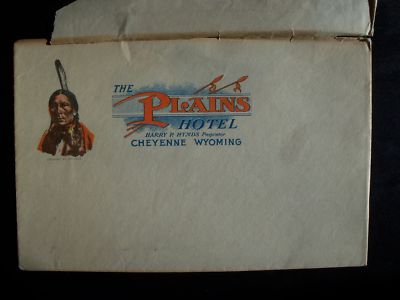 THE
PLAINS
HOTEL
HARRY P. HYNDS Proprietor
CHEYENNE WYOMING